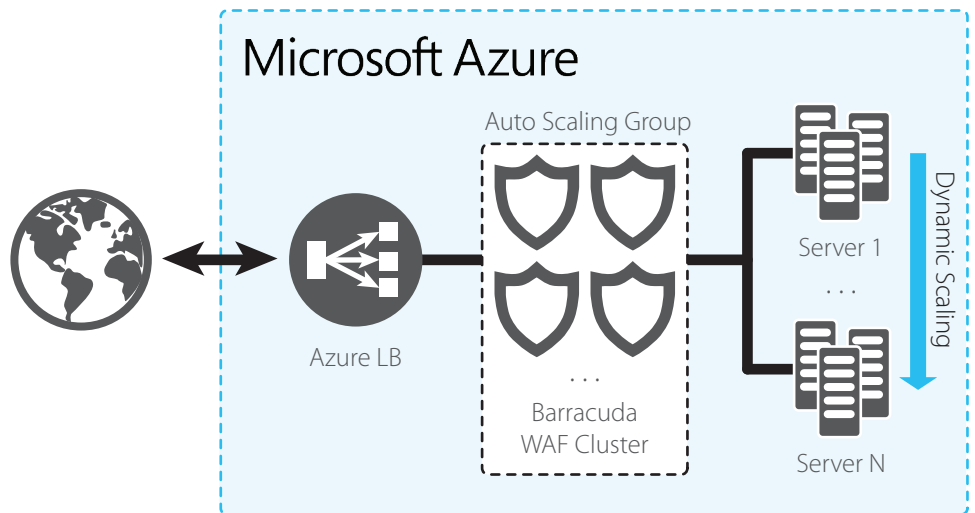 Microsoft Azure
Auto Scaling Group
Azure LB
. . .
Barracuda
WAF Cluster
Server 1
. . .
Server N
Dynamic Scaling